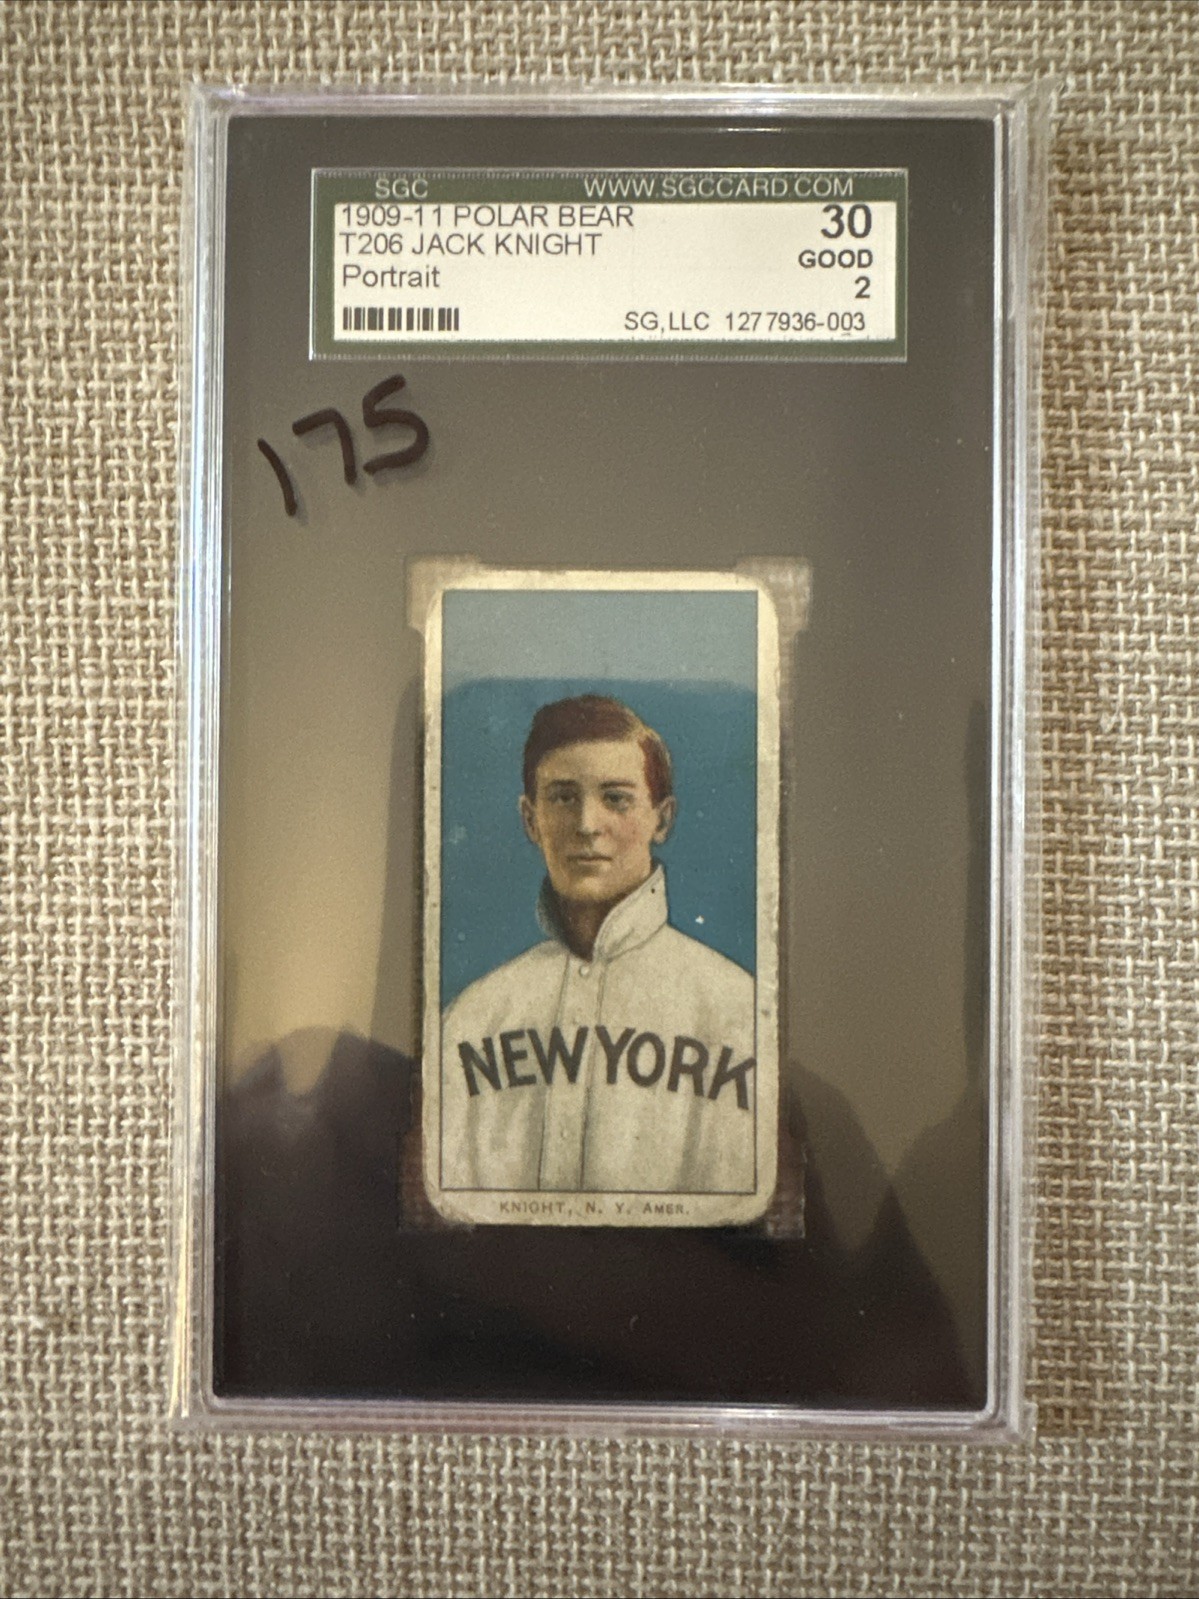 SGC WWW.SGCCARD.COM
1909-11 POLAR BEAR 30
T206 JACK KNIGHT GOOD
Portrait 2
SG,LLC 1277936-003
175
NEW YORK
KNIGHT, N. Y. AMER.